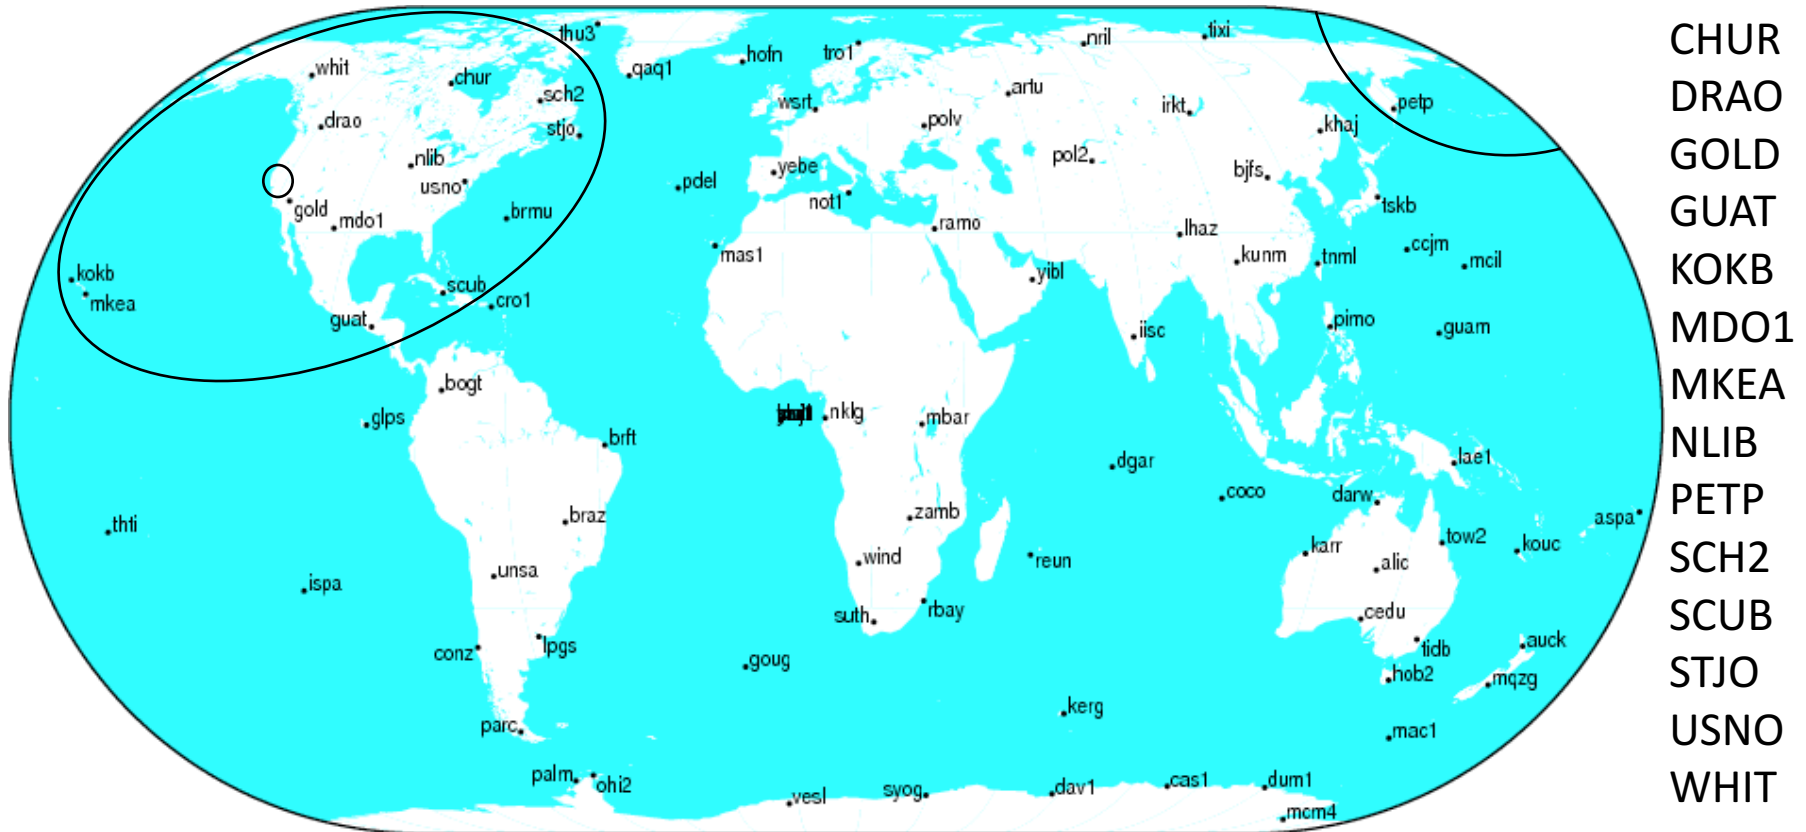 thu3
hofn
tro1
nril
tixi
whit
chur
qaq1
sch2
wsrt
artu
irkt
petp
drao
stjo
polv
khaj
nlib
usno
pdel
yebe
pol2
bjfs
not1
tskb
gold
mdo1
brmu
ramo
lhaz
mas1
kunm
tnml
ccjm
mcil
kokb
mkea
scub
cro1
yibl
guat
iisc
pimo
guam
bogt
glps
nklg
mbar
brft
dgar
lae1
coco
darw
aspa
thti
braz
zamb
tow2
kouc
karr
alic
wind
reun
unsa
ispa
suth
rbay
cedu
conz
lpgs
tidb
auck
goug
hob2
mqzg
kerg
parc
mac1
palm
ohi2
vesl
syog
dav1
cas1
dum1
mcm4
CHUR
DRAO
GOLD
GUAT
KOKB
MDO1
MKEA
NLIB
PETP
SCH2
SCUB
STJO
USNO
WHIT